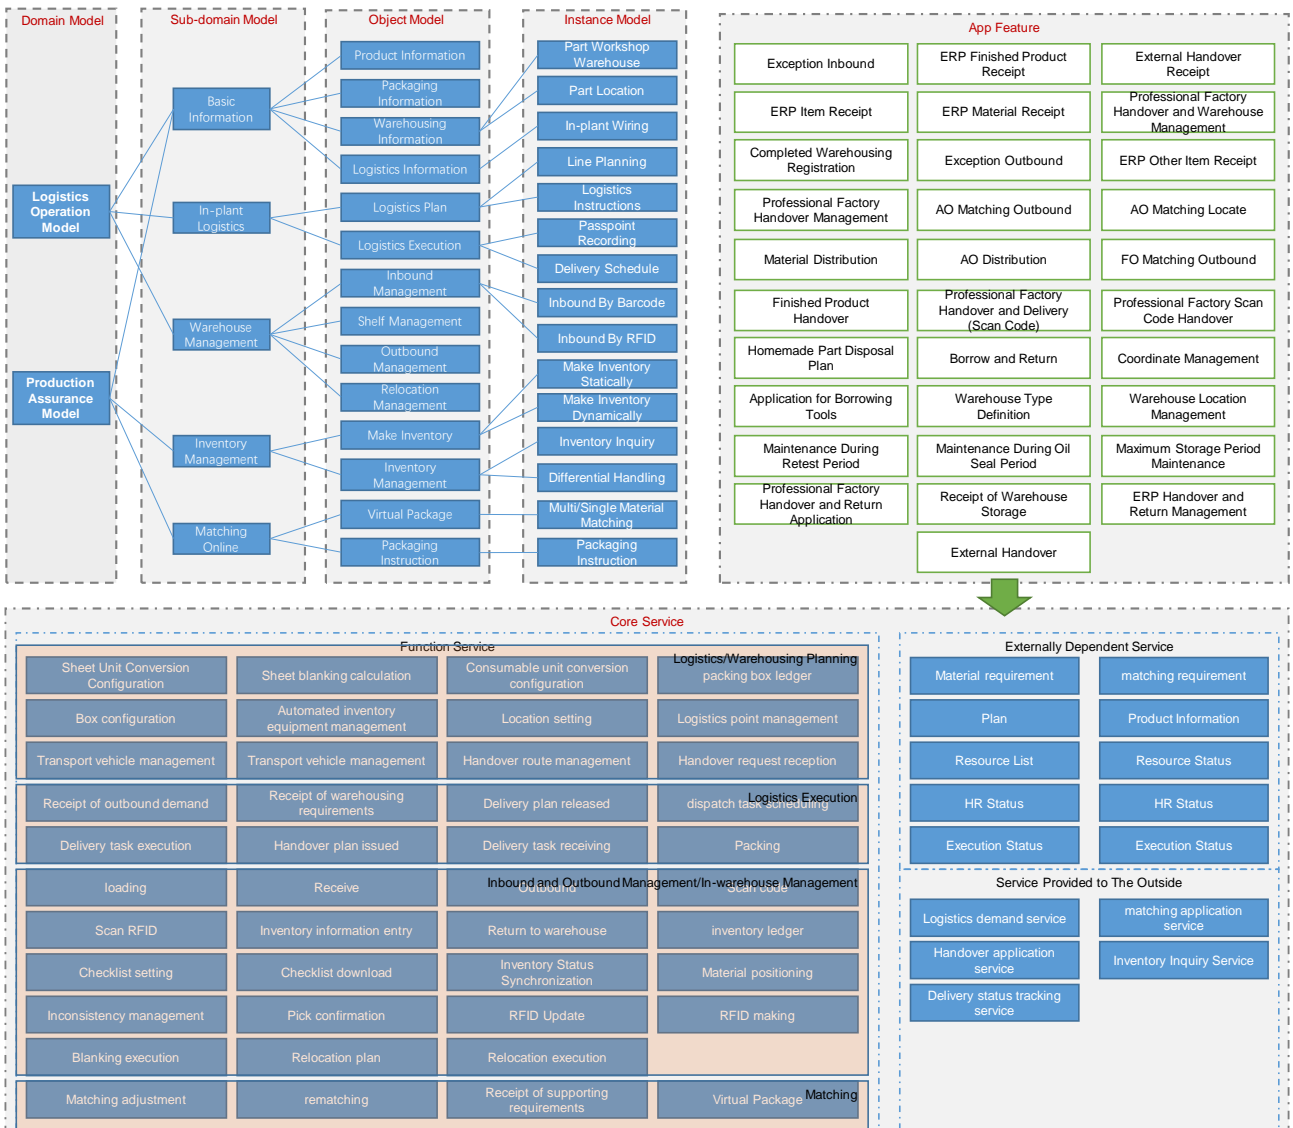 Domain Model
Sub-domain Model
Object Model
Instance Model
Logistics
Operation
Model
Production
Assurance
Model
Basic
Information
In-plant
Logistics
Warehouse
Management
Inventory
Management
Matching
Online
Product Information
Packaging
Information
Warehousing
Information
Logistics Information
Logistics Plan
Logistics Execution
Inbound
Management
Shelf Management
Outbound
Management
Relocation
Management
Make Inventory
Inventory
Management
Virtual Package
Packaging
Instruction
Part Workshop
Warehouse
Part Location
In-plant Wiring
Line Planning
Logistics
Instructions
Passpoint
Recording
Delivery Schedule
Inbound By Barcode
Inbound By RFID
Make Inventory
Statically
Make Inventory
Dynamically
Inventory Inquiry
Differential Handling
Multi/Single Material
Matching
Packaging
Instruction
App Feature
Exception Inbound
ERP Finished Product
Receipt
External Handover
Receipt
ERP Item Receipt
ERP Material Receipt
Professional Factory
Handover and Warehouse
Management
Completed Warehousing
Registration
Exception Outbound
ERP Other Item Receipt
Professional Factory
Handover Management
AO Matching Outbound
AO Matching Locate
Material Distribution
AO Distribution
FO Matching Outbound
Finished Product
Handover
Professional Factory
Handover and Delivery
(Scan Code)
Professional Factory Scan
Code Handover
Homemade Part Disposal
Plan
Borrow and Return
Coordinate Management
Application for Borrowing
Tools
Warehouse Type
Definition
Warehouse Location
Management
Maintenance During
Retest Period
Maintenance During Oil
Seal Period
Maximum Storage Period
Maintenance
Professional Factory
Handover and Return
Application
Receipt of Warehouse
Storage
ERP Handover and
Return Management
External Handover
Core Service
Function Service
Logistics/Warehousing Planning
Sheet Unit Conversion
Configuration
Sheet blanking calculation
Consumable unit conversion
configuration
packing box ledger
Box configuration
Automated inventory
equipment management
Location setting
Logistics point management
Transport vehicle management
Transport vehicle management
Handover route management
Handover request reception
Logistics Execution
Receipt of outbound demand
Receipt of warehousing
requirements
Delivery plan released
dispatch task scheduling
Delivery task execution
Handover plan issued
Delivery task receiving
Packing
Inbound and Outbound Management/In-warehouse Management
loading
Receive
Outbound
Scan code
Scan RFID
Inventory information entry
Return to warehouse
inventory ledger
Checklist setting
Checklist download
Inventory Status
Synchronization
Material positioning
Inconsistency management
Pick confirmation
RFID Update
RFID making
Blanking execution
Relocation plan
Relocation execution
Matching
Matching adjustment
rematching
Receipt of supporting
requirements
Virtual Package
Externally Dependent Service
Material requirement
matching requirement
Plan
Product Information
Resource List
Resource Status
HR Status
HR Status
Execution Status
Execution Status
Service Provided to The Outside
Logistics demand service
matching application
service
Handover application
service
Inventory Inquiry Service
Delivery status tracking
service